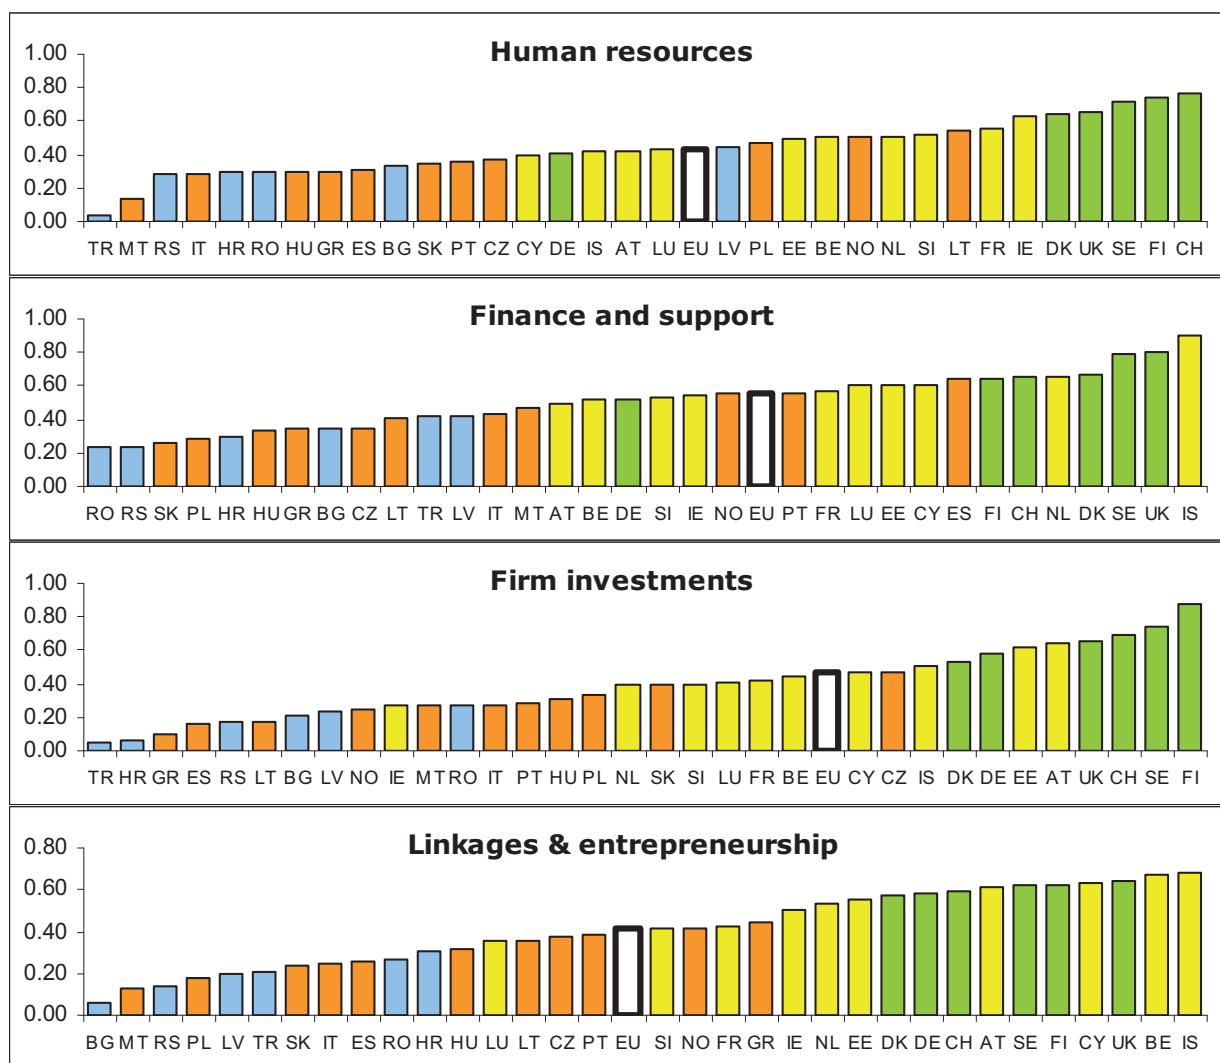 Human resources
1.00
0.80
0.60
0.40
0.20
0.00
TR MT RS IT HR RO HU GR ES BG SK PT CZ CY DE IS AT LU EU LV PL EE BE NO NL SI LT FR IE DK UK SE FI CH
Finance and support
1.00
0.80
0.60
0.40
0.20
0.00
RO RS SK PL HR HU GR BG CZ LT TR LV IT MT AT BE DE SI IE NO EU PT FR LU EE CY ES FI CH NL DK SE UK IS
Firm investments
1.00
0.80
0.60
0.40
0.20
0.00
TR HR GR ES RS LT BG LV NO IE MT RO IT PT HU PL NL SK SI LU FR BE EU CY CZ IS DK DE EE AT UK CH SE FI
Linkages & entrepreneurship
0.80
0.60
0.40
0.20
0.00
BG MT RS PL LV TR SK IT ES RO HR HU LU LT CZ PT EU SI NO FR GR IE NL EE DK DE CH AT SE FI CY UK BE IS